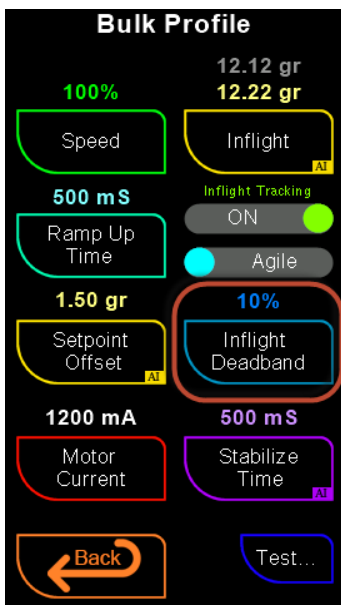 Bulk Profile
12.12 gr
100%
12.22 gr
Speed
Inflight
AI
500 mS
Inflight Tracking
ON
Ramp Up
Time
Agile
1.50 gr
10%
Setpoint
Offset
AI
Inflight
Deadband
1200 mA
500 mS
Motor
Current
Stabilize
Time
AI
Back
Test...